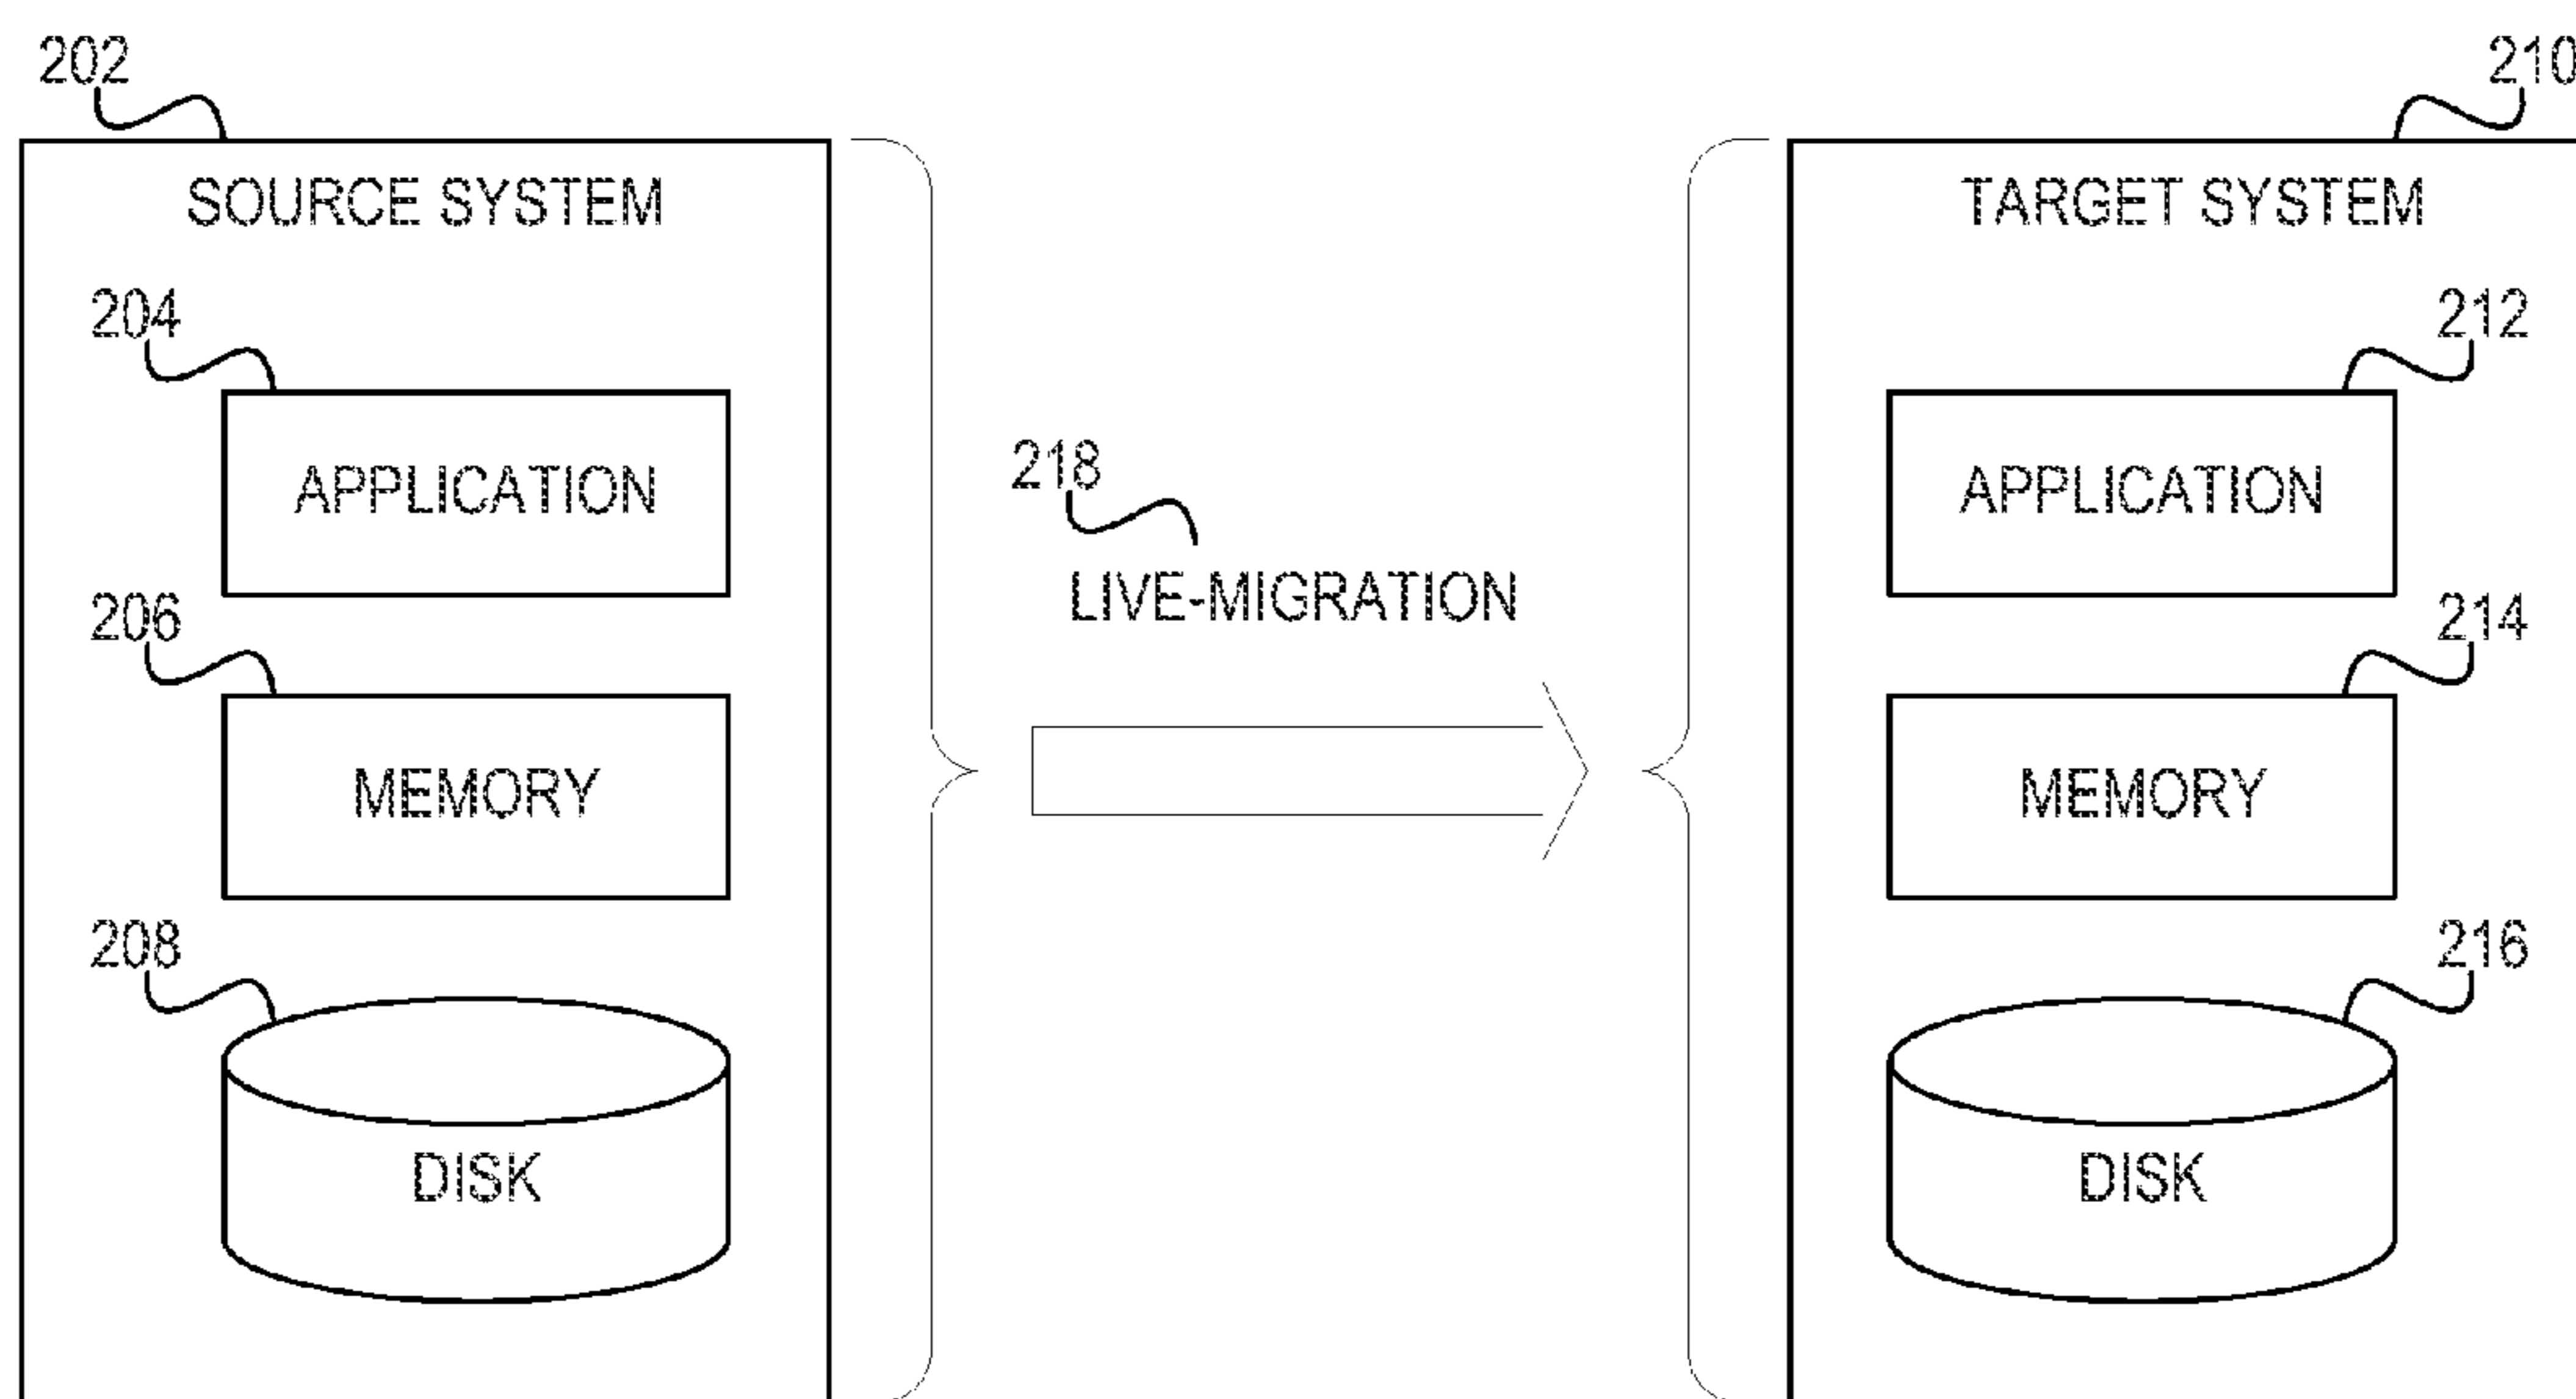 202
210
SOURCE SYSTEM
TARGET SYSTEM
204
212
APPLICATION
218
APPLICATION
LIVE-MIGRATION
206
214
MEMORY
MEMORY
208
216
DISK
DISK